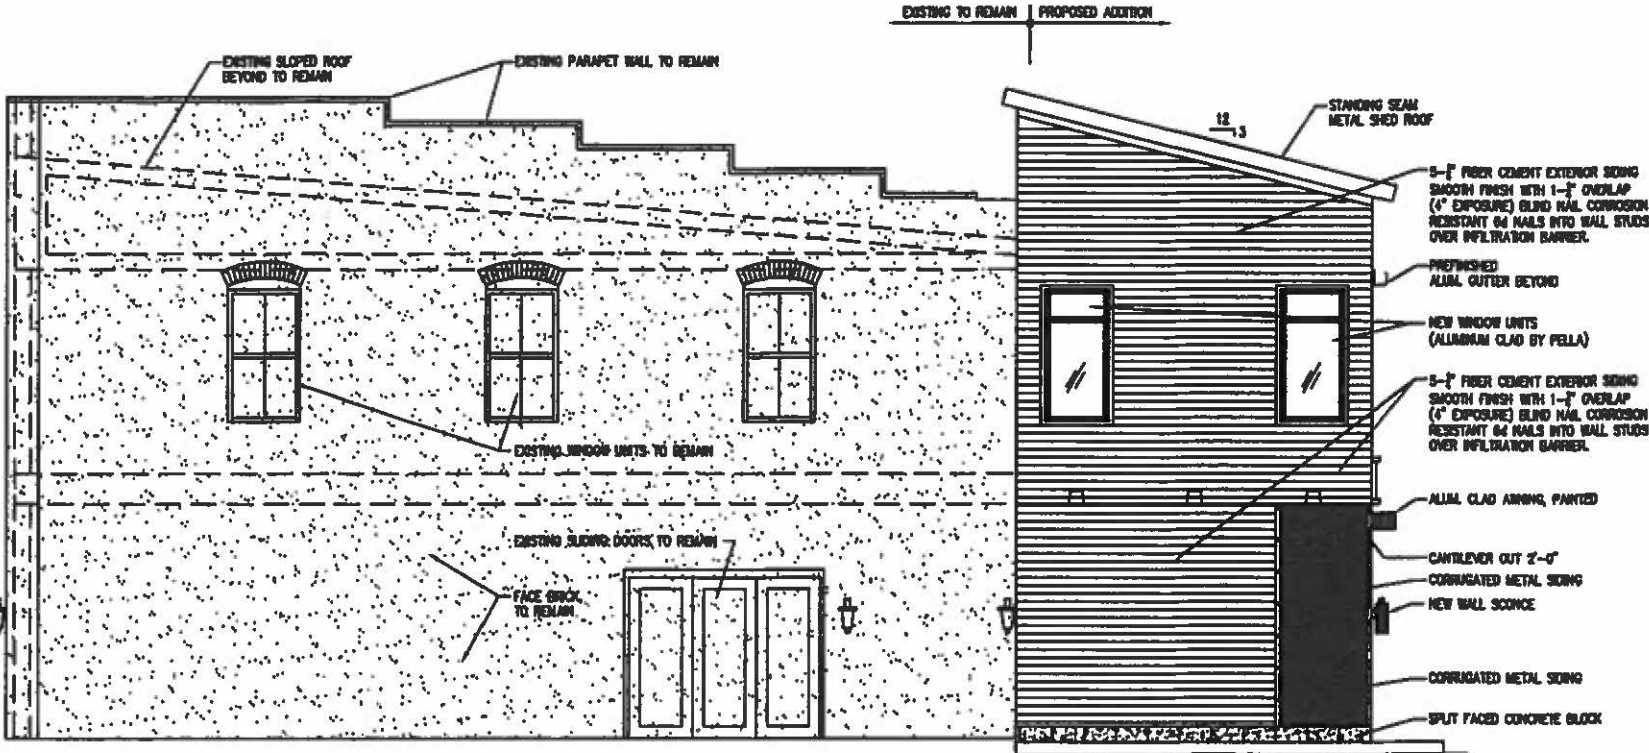 EXISTING TO REMAIN
PROPOSED ADDITION
EXISTING SLOPED ROOF
BEYOND TO REMAIN
EXISTING PARAPET WALL TO REMAIN
12
3
STANDING SEAM
METAL SHED ROOF
FIBER CEMENT EXTERIOR SIDING
SMOOTH FINISH WITH OVERLAP
(4" EXPOSURE) BLIND NAIL CORROSION
RESISTANT 6d NAILS INTO WALL STUDS
OVER INFILTRATION BARRIER.
PREFINISHED
ALUM. GUTTER BEYOND
NEW WINDOW UNITS
(ALUMINUM CLAD BY PELLA)
FIBER CEMENT EXTERIOR SIDING
SMOOTH FINISH WITH OVERLAP
(4" EXPOSURE) BLIND NAIL CORROSION
RESISTANT 6d NAILS INTO WALL STUDS
OVER INFILTRATION BARRIER.
EXISTING WINDOW UNITS TO REMAIN
ALUM. CLAD AWNING, PAINTED
EXISTING SLIDING DOORS TO REMAIN
CANTILEVER OUT 2'-0"
CORRUGATED METAL SIDING
FACE BRICK
TO REMAIN
NEW WALL SCONCE
CORRUGATED METAL SIDING
SPLIT FACED CONCRETE BLOCK